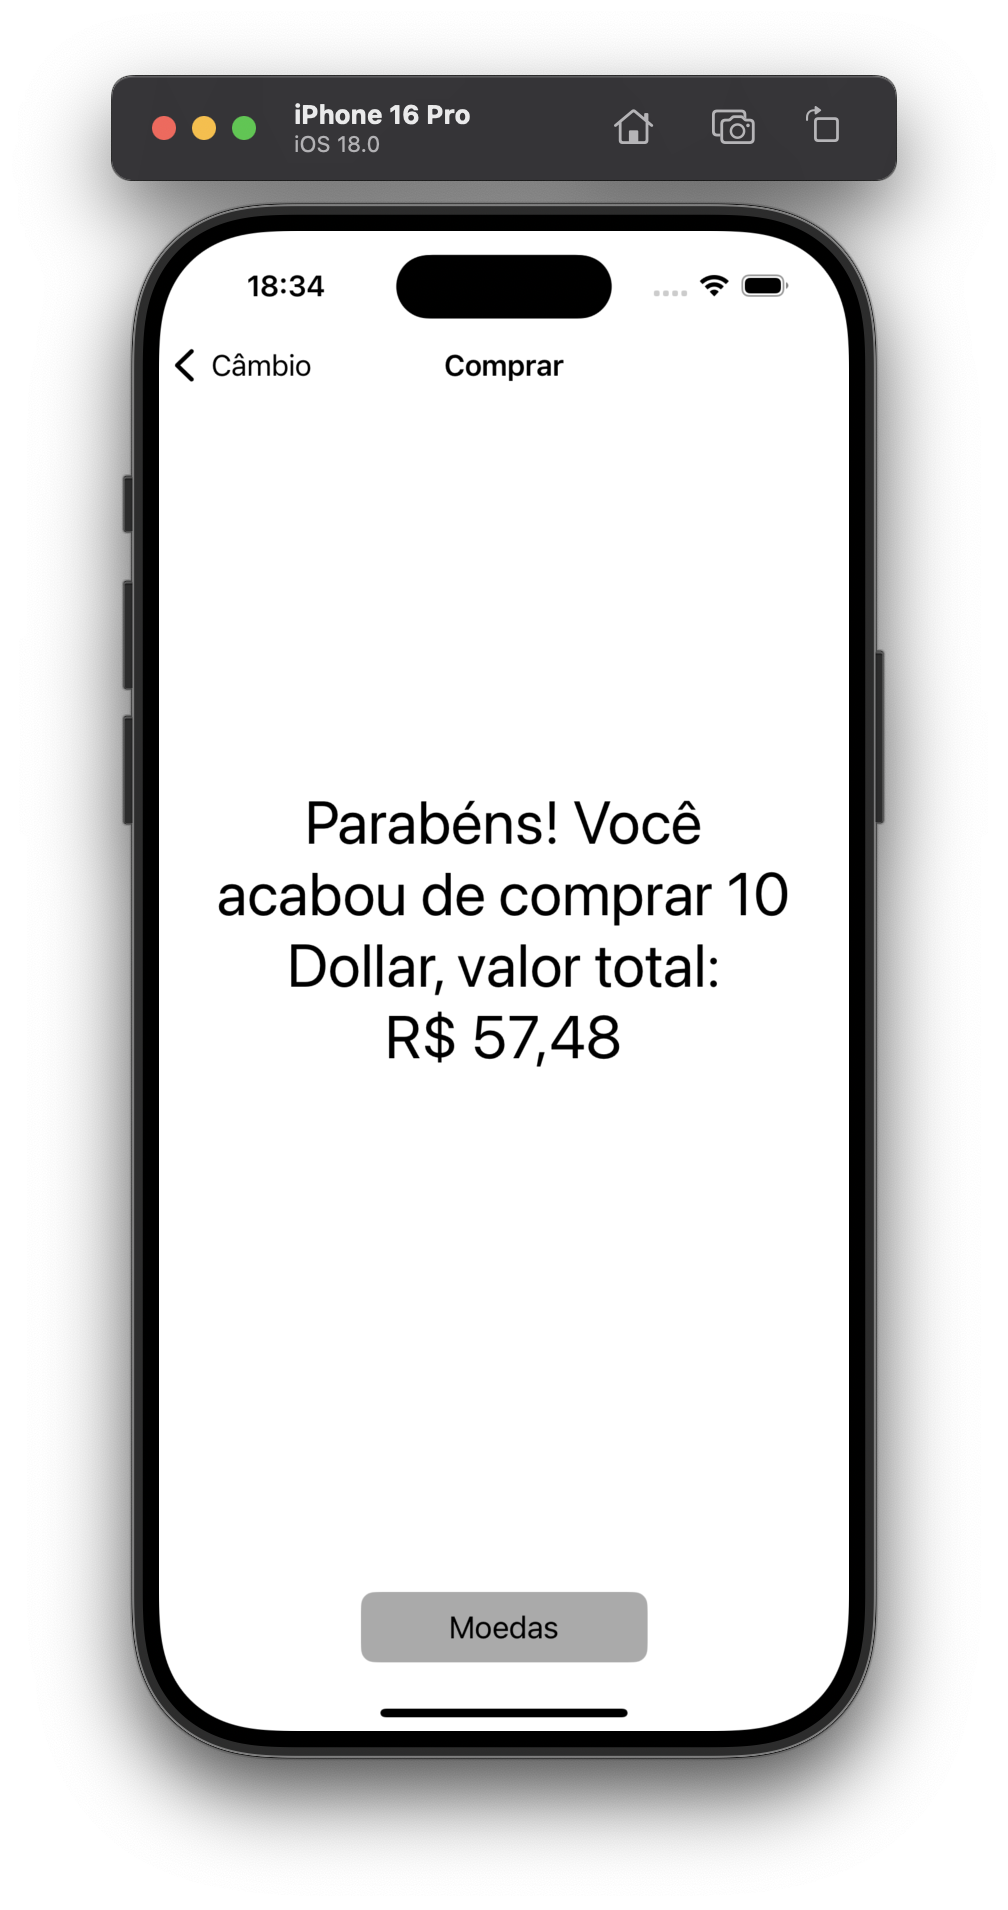 iPhone 16 Pro
iOS 18.0
18:34
Câmbio
Comprar
Parabéns! Você
acabou de comprar 10
Dollar, valor total:
R$ 57,48
Moedas